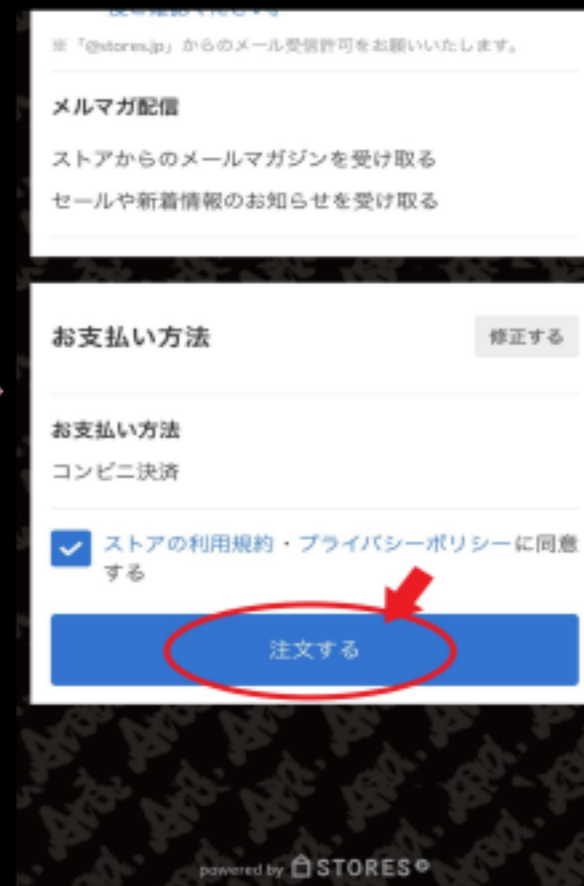 ※「@stores.jp」からのメール受信許可をお願いいたします。
メルマガ配信
ストアからのメールマガジンを受け取る
セールや新着情報のお知らせを受け取る
お支払い方法
修正する
お支払い方法
コンビニ決済
ストアの利用規約・プライバシーポリシーに同意
する
注文する
powered by STORES